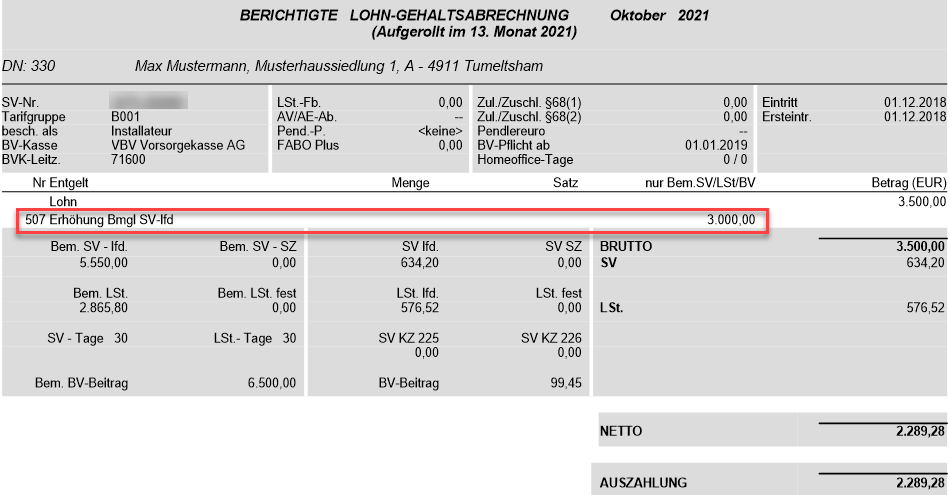 BERICHTIGTE LOHN-GEHALTSABRECHNUNG Oktober 2021
(Aufgerollt im 13. Monat 2021)
DN: 330 Max Mustermann, Musterhaussiedlung 1, A - 4911 Tumeltsham
SV-Nr. LSt.-Fb. 0,00 Zul./Zuschl. §68(1) 0,00 Eintritt 01.12.2018
Tarifgruppe B001 AV/AE-Ab. -- Zul./Zuschl. §68(2) 0,00 Ersteintr. 01.12.2018
besch. als Installateur Pend.-P. <keine> Pendlereuro --
BV-Kasse VBV Vorsorgekasse AG FABO Plus 0,00 BV-Pflicht ab 01.01.2019
BVK-Leitz. 71600 Homeoffice-Tage 0 / 0
Nr Entgelt Menge Satz nur Bem.SV/LSt/BV Betrag (EUR)
Lohn 3.500,00
507 Erhöhung Bmgl SV-lfd 3.000,00
Bem. SV - lfd. Bem. SV - SZ SV lfd. SV SZ BRUTTO 3.500,00
5.550,00 0,00 634,20 0,00 SV 634,20
Bem. LSt. Bem. LSt. fest LSt. lfd. LSt. fest
2.865,80 0,00 576,52 0,00 LSt. 576,52
SV - Tage 30 LSt.- Tage 30 SV KZ 225 SV KZ 226
0,00 0,00
Bem. BV-Beitrag 6.500,00 BV-Beitrag 99,45
NETTO 2.289,28
AUSZAHLUNG 2.289,28